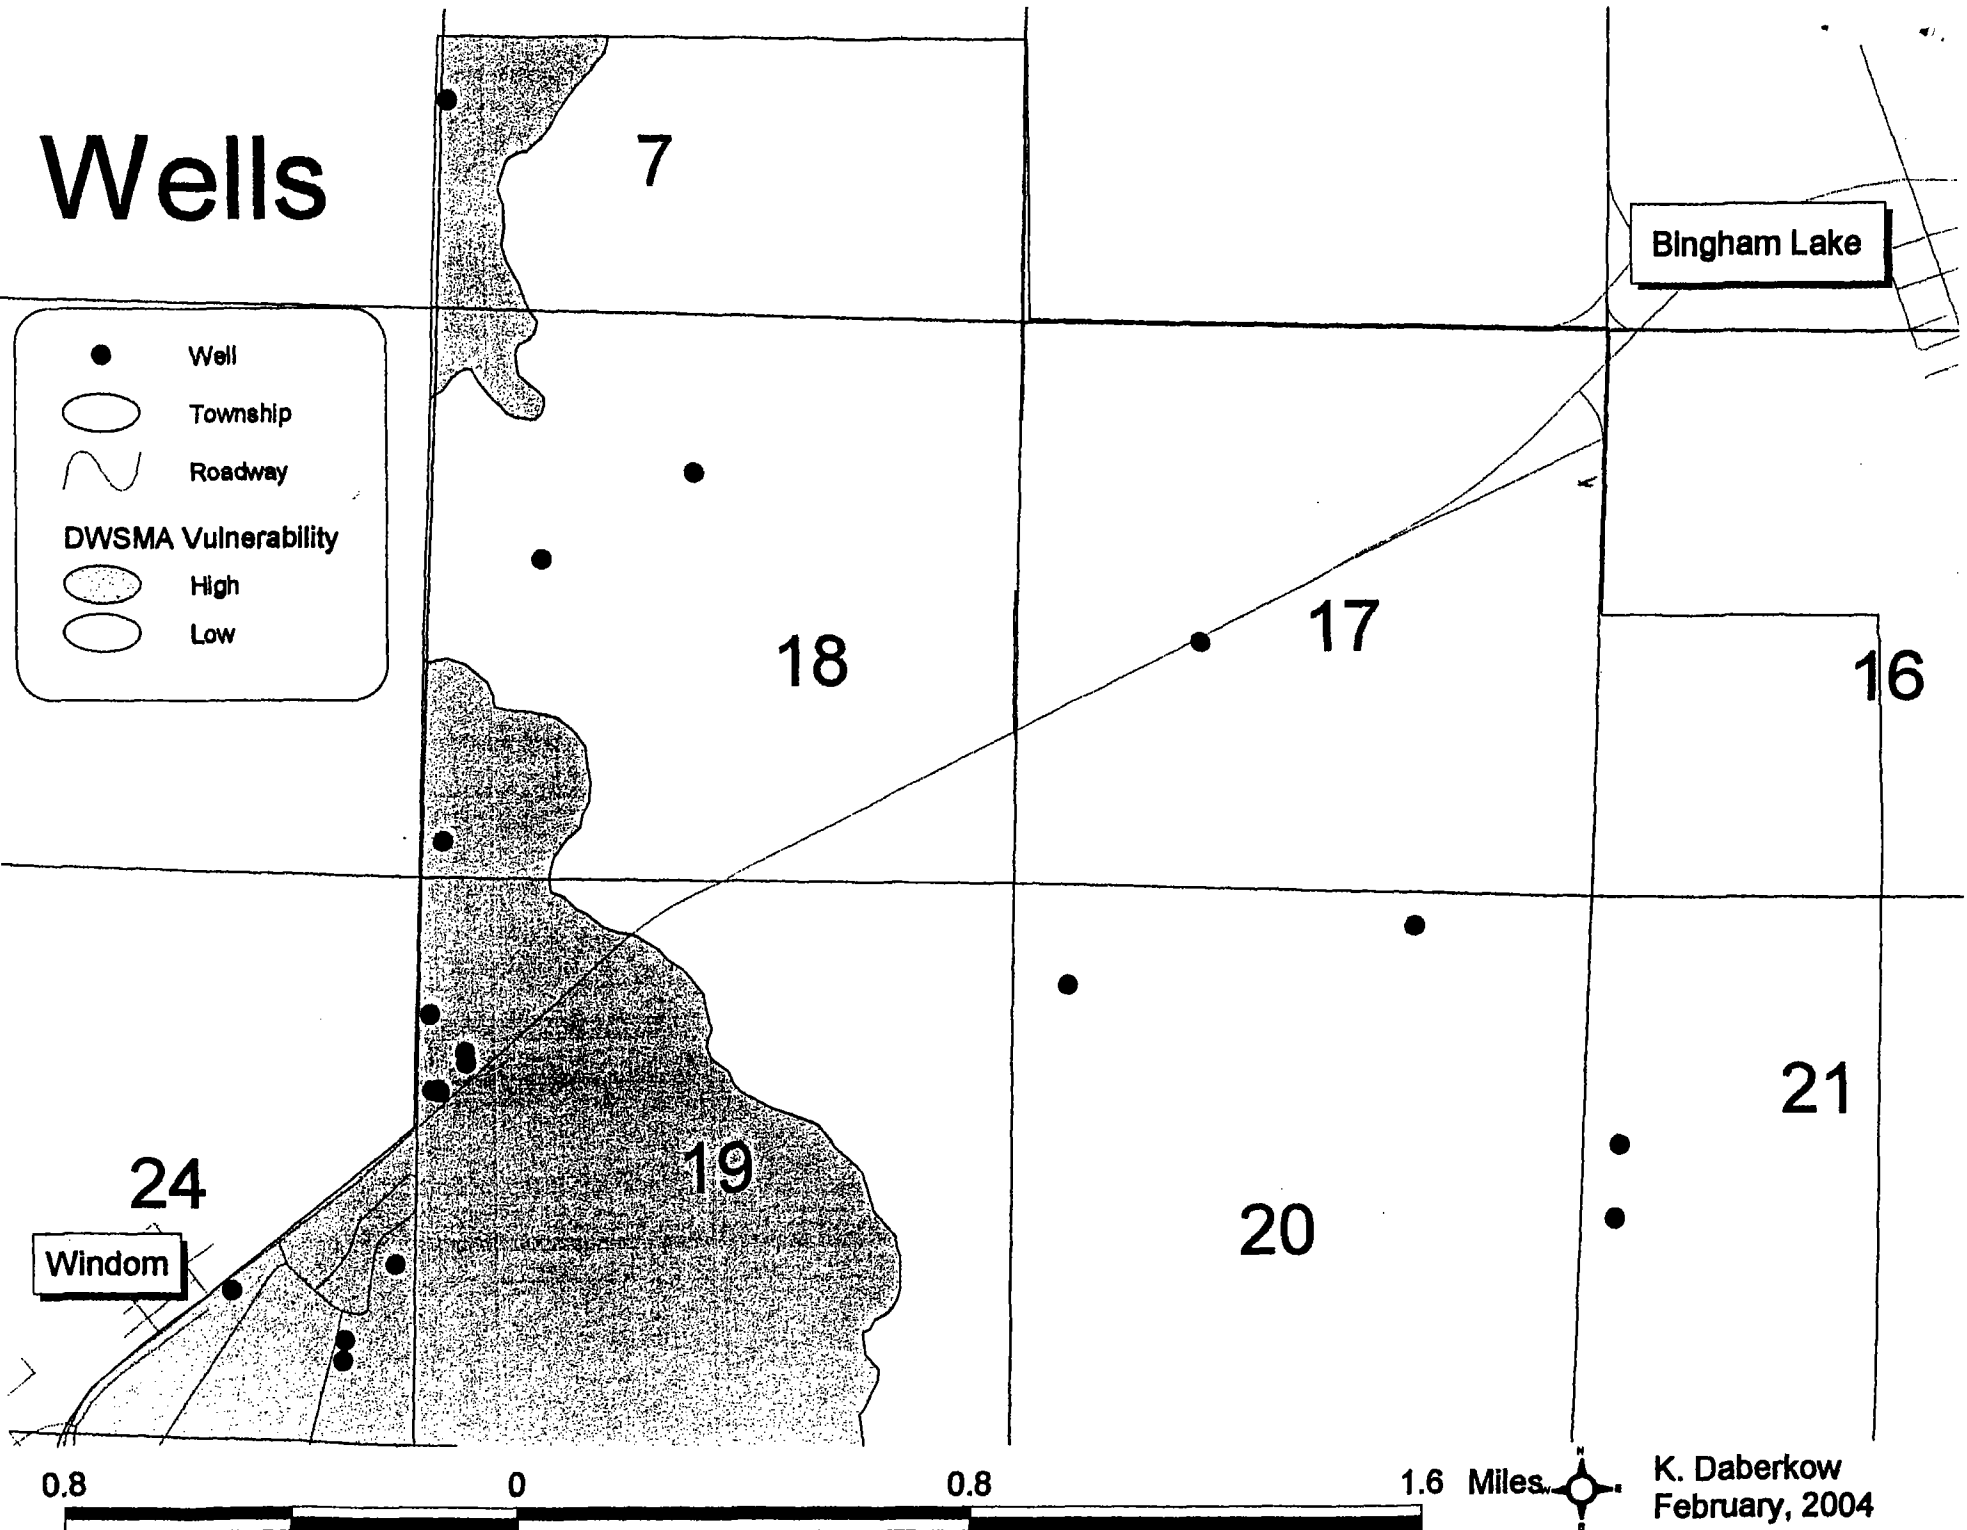 Wells
7
Bingham Lake
Well
Township
Roadway
DWSMA Vulnerability
High
Low
18
17
16
24
19
20
21
Windom
0.8 0 0.8 1.6 Miles
N
W E
S
K. Daberkow
February, 2004